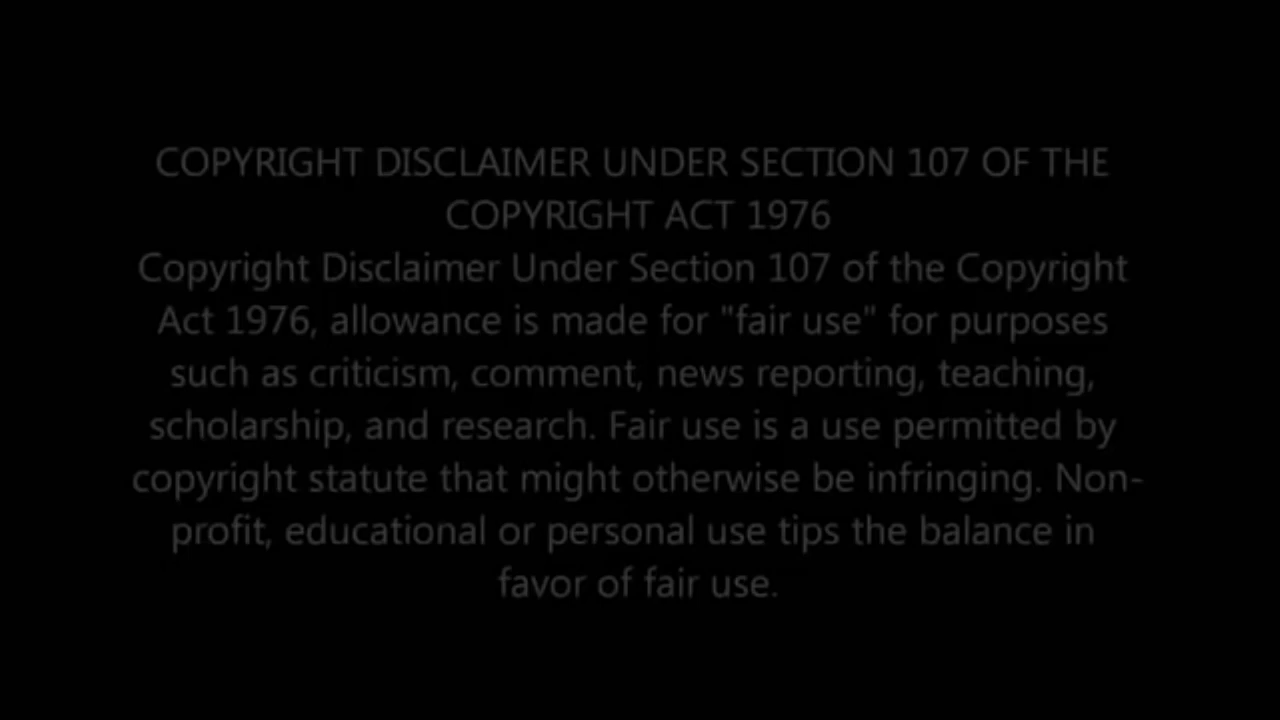 COPYRIGHT DISCLAIMER UNDER SECTION 107 OF THE
COPYRIGHT ACT 1976
Copyright Disclaimer Under Section 107 of the Copyright
Act 1976, allowance is made for "fair use" for purposes
such as criticism, comment, news reporting, teaching,
scholarship, and research. Fair use is a use permitted by
copyright statute that might otherwise be infringing. Non-
profit, educational or personal use tips the balance in
favor of fair use.